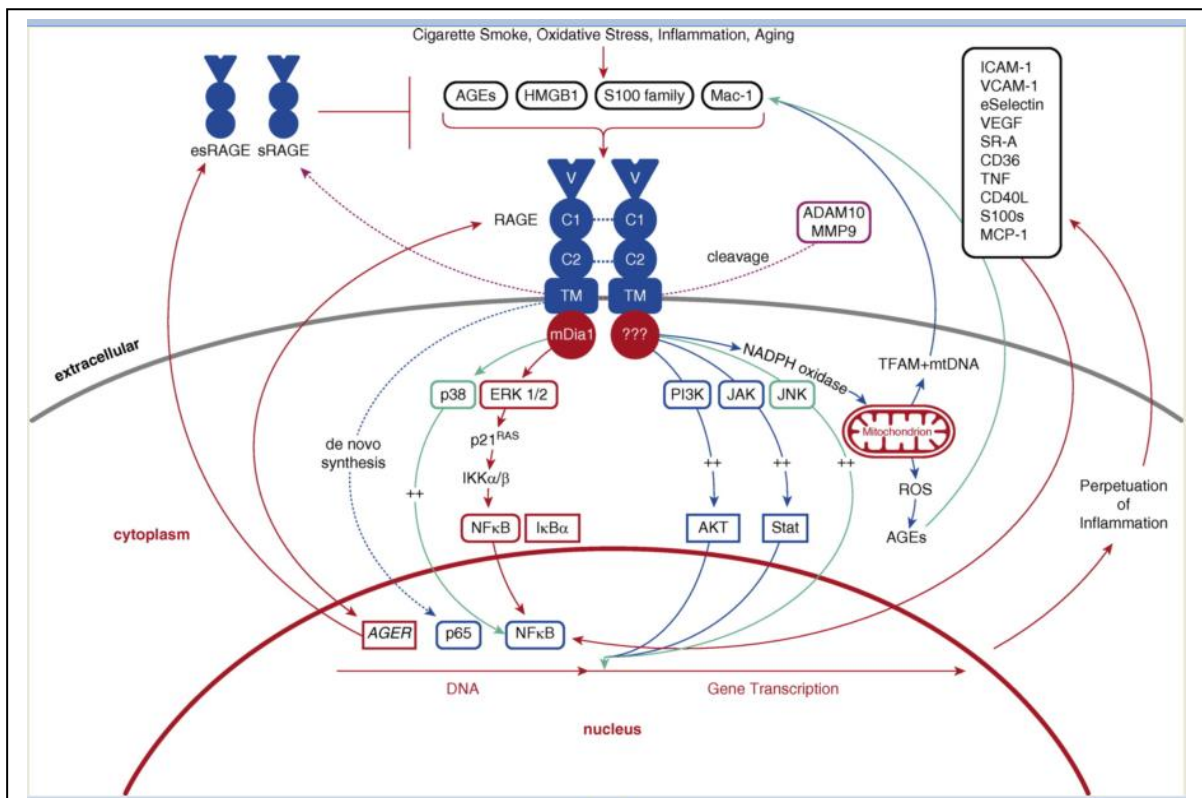 Cigarette Smoke, Oxidative Stress, Inflammation, Aging
AGEs
HMGB1
S100 family
Mac-1
esRAGE
sRAGE
ICAM-1
VCAM-1
eSelectin
VEGF
SR-A
CD36
TNF
CD40L
S100s
MCP-1
RAGE
V
C1
C1
C2
C2
TM
TM
mDia1
???
ADAM10
MMP9
cleavage
extracellular
NADPH oxidase
TFAM+mtDNA
p38
ERK 1/2
PI3K
JAK
JNK
Mitochondrion
de novo
synthesis
p21RAS
IKKα/β
++
++
++
++
ROS
AGEs
NFκB
IκBα
AKT
Stat
Perpetuation
of
Inflammation
cytoplasm
AGER
p65
NFκB
DNA
Gene Transcription
nucleus